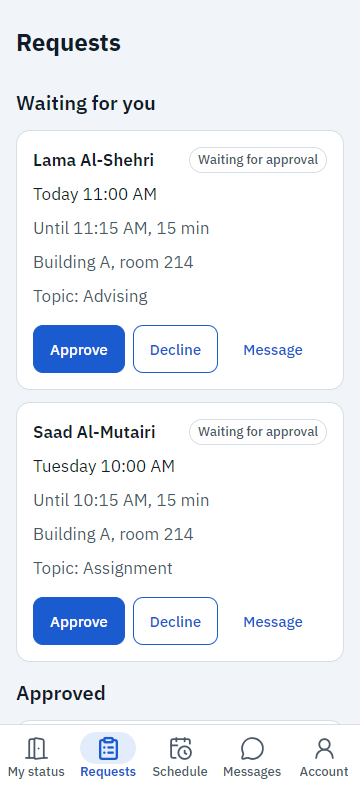 Requests
Waiting for you
Lama Al-Shehri
Waiting for approval
Today 11:00 AM
Until 11:15 AM, 15 min
Building A, room 214
Topic: Advising
Approve
Decline
Message
Saad Al-Mutairi
Waiting for approval
Tuesday 10:00 AM
Until 10:15 AM, 15 min
Building A, room 214
Topic: Assignment
Approve
Decline
Message
Approved
My status
Requests
Schedule
Messages
Account